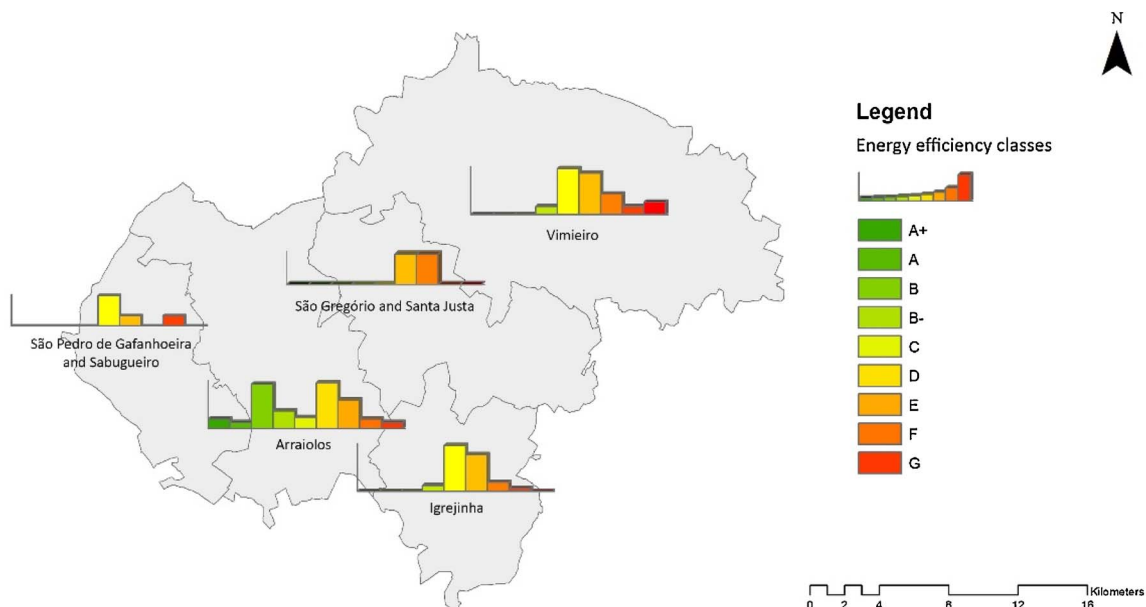 N
Legend
Energy efficiency classes
A+
A
B
B-
C
D
E
F
G
Vimieiro
São Gregório and Santa Justa
São Pedro de Gafanhoeira
and Sabugueiro
Arraiolos
Igrejinha
Kilometers
0 2 4 8 12 16